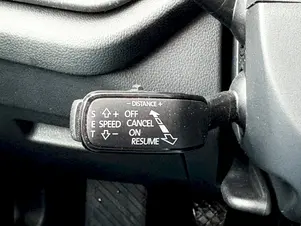 - DISTANCE +
S + OFF
E SPEED CANCEL
T - ON
RESUME